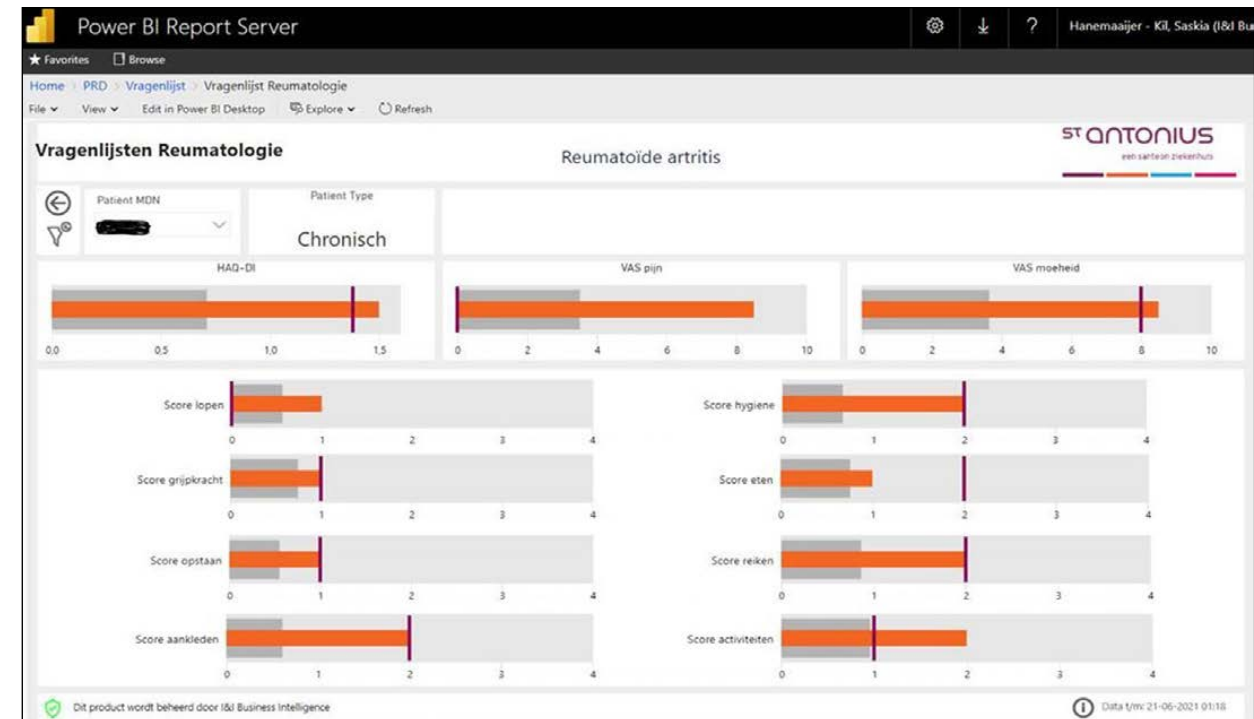 Power BI Report Server
? Hanemaaijer - Kil, Saskia (I&I Bu
Favorites Browse
Home > PRD > Vragenlijst > Vragenlijst Reumatologie
File View Edit in Power BI Desktop Explore Refresh
Vragenlijsten Reumatologie
Reumatoïde artritis
ST ANTONIUS
een santeon ziekenhuis
Patient MDN
Patient Type
Chronisch
HAQ-DI
0,0 0,5 1,0 1,5
VAS pijn
0 2 4 6 8 10
VAS moeheid
0 2 4 6 8 10
Score lopen
0 1 2 3 4
Score hygiene
0 1 2 3 4
Score grijpkracht
0 1 2 3 4
Score eten
0 1 2 3 4
Score opstaan
0 1 2 3 4
Score reiken
0 1 2 3 4
Score aankleden
0 1 2 3 4
Score activiteiten
0 1 2 3 4
Dit product wordt beheerd door I&I Business Intelligence
Data t/m: 21-06-2021 01:18